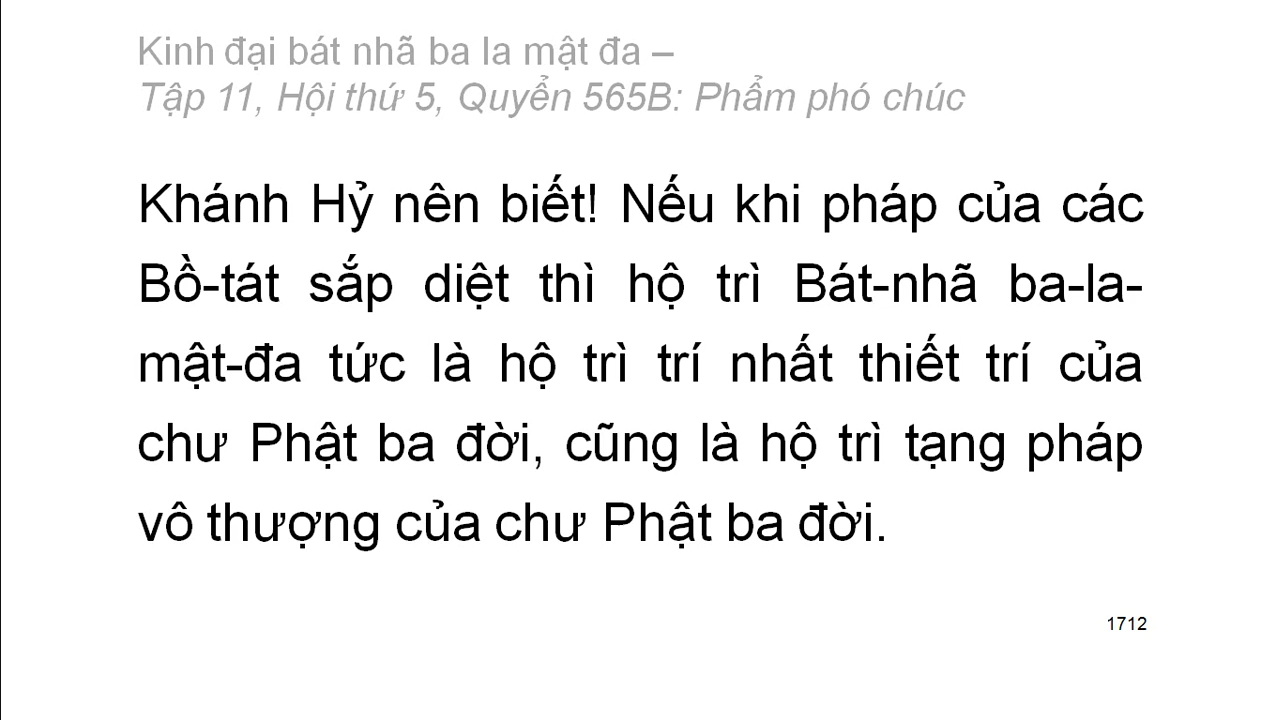 Kinh đại bát nhã ba la mật đa –
Tập 11, Hội thứ 5, Quyển 565B: Phẩm phó chúc
Khánh Hỷ nên biết! Nếu khi pháp của các
Bồ-tát sắp diệt thì hộ trì Bát-nhã ba-la-
mật-đa tức là hộ trì trí nhất thiết trí của
chư Phật ba đời, cũng là hộ trì tạng pháp
vô thượng của chư Phật ba đời.
1712